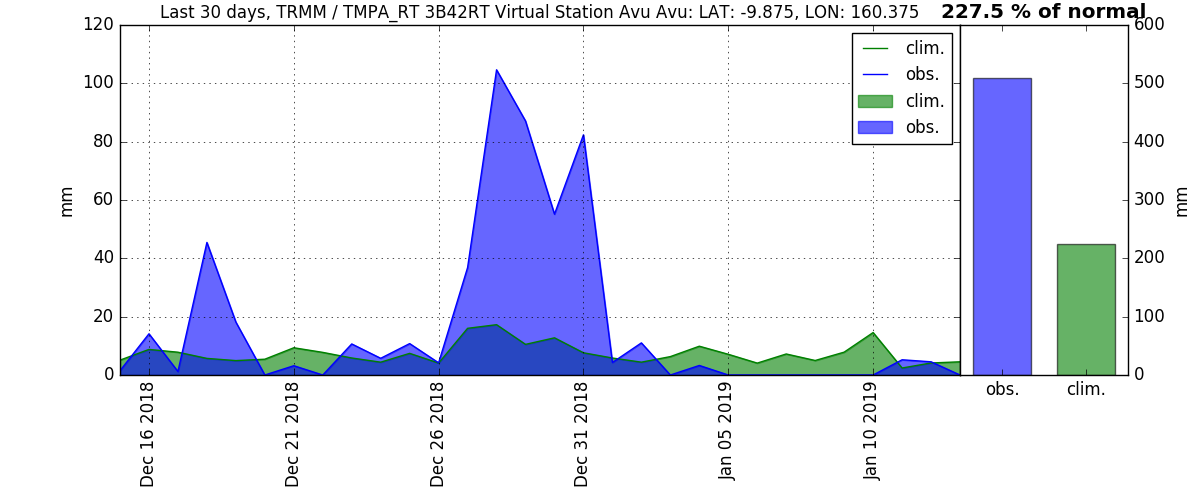 Last 30 days, TRMM / TMPA_RT 3B42RT Virtual Station Avu Avu: LAT: -9.875, LON: 160.375
227.5 % of normal
120
100
80
60
40
20
0
mm
clim.
obs.
clim.
obs.
600
500
400
300
200
100
0
mm
Dec 16 2018
Dec 21 2018
Dec 26 2018
Dec 31 2018
Jan 05 2019
Jan 10 2019
obs.
clim.